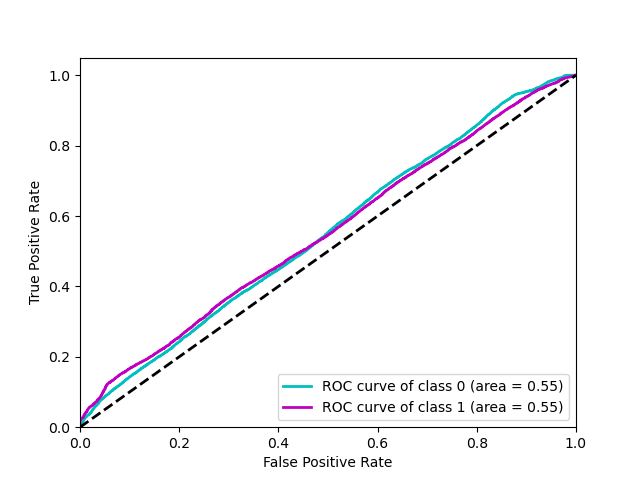 1.0
0.8
0.6
0.4
0.2
0.0
True Positive Rate
ROC curve of class 0 (area = 0.55)
ROC curve of class 1 (area = 0.55)
0.0 0.2 0.4 0.6 0.8 1.0
False Positive Rate